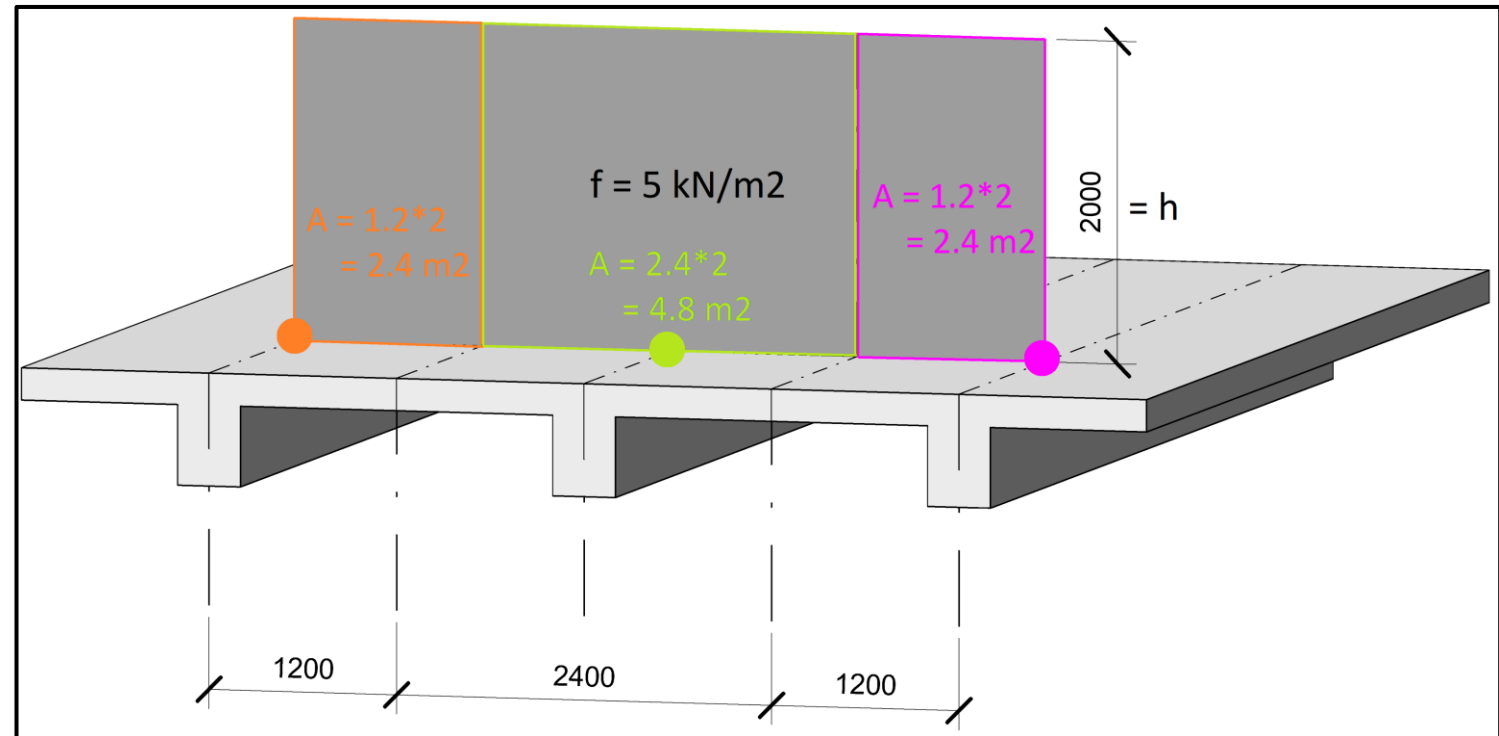 f = 5 kN/m2
A = 1.2*2
= 2.4 m2
A = 2.4*2
= 4.8 m2
A = 1.2*2
= 2.4 m2
2000
= h
1200
2400
1200